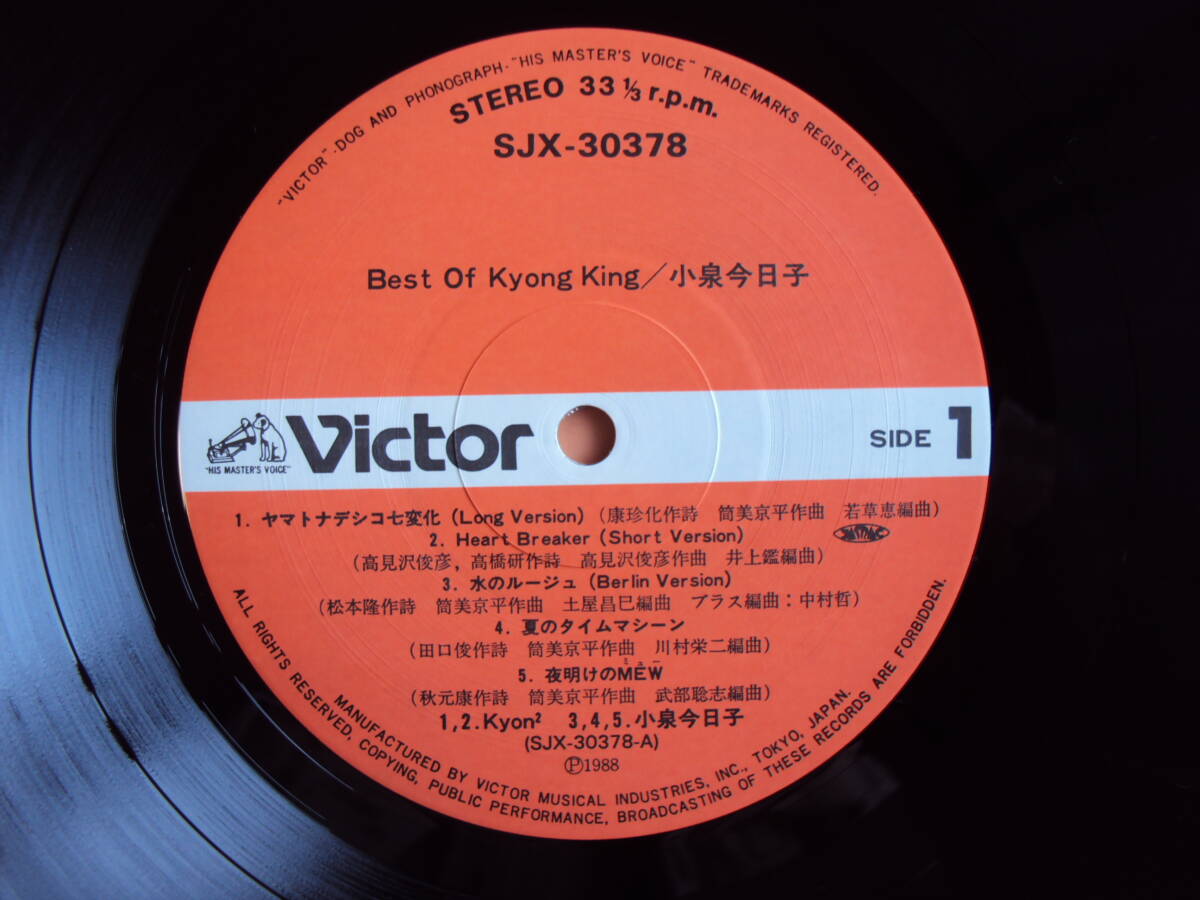 "VICTOR"-DOG AND PHONOGRAPH-"HIS MASTER'S VOICE" TRADEMARKS REGISTERED.
STEREO 33 1/3 r.p.m.
SJX-30378
Best Of Kyong King／小泉今日子
"HIS MASTER'S VOICE"
Victor
SIDE 1
1. ヤマトナデシコ七変化 (Long Version) (康珍化作詩 筒美京平作曲 若草恵編曲)
2. Heart Breaker (Short Version)
(高見沢俊彦, 高橋研作詩 高見沢俊彦作曲 井上鑑編曲)
3. 水のルージュ (Berlin Version)
(松本隆作詩 筒美京平作曲 土屋昌巳編曲 ブラス編曲：中村哲)
4. 夏のタイムマシーン
(田口俊作詩 筒美京平作曲 川村栄二編曲)
ミュー
5. 夜明けのMEW
(秋元康作詩 筒美京平作曲 武部聡志編曲)
1,2. Kyon² 3,4,5. 小泉今日子
(SJX-30378-A)
Ⓟ1988
MANUFACTURED BY VICTOR MUSICAL INDUSTRIES, INC., TOKYO, JAPAN.
ALL RIGHTS RESERVED, COPYING, PUBLIC PERFORMANCE, BROADCASTING OF THESE RECORDS ARE FORBIDDEN.